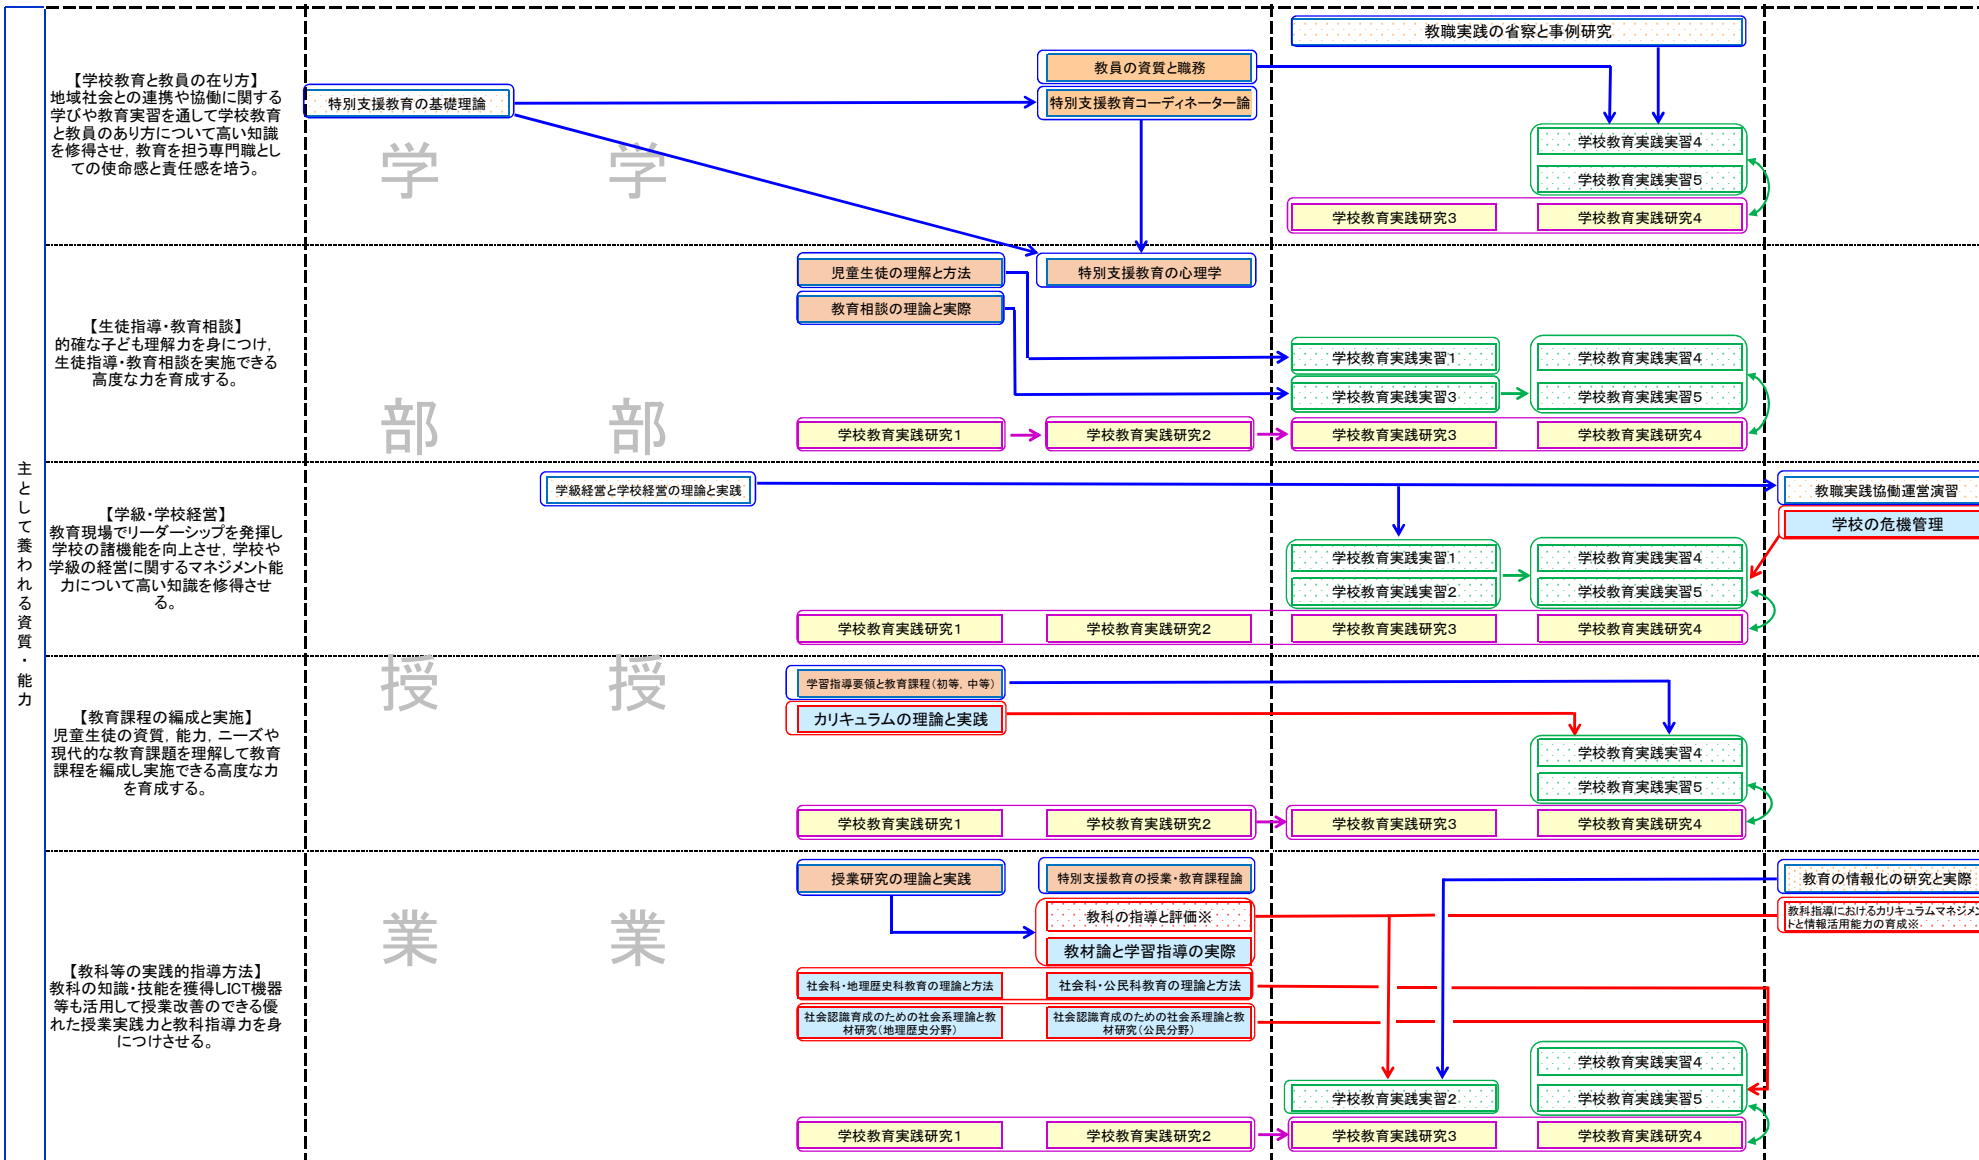 主として養われる資質・能力
【学校教育と教員の在り方】
地域社会との連携や協働に関する
学びや教育実習を通して学校教育
と教員のあり方について高い知識
を修得させ，教育を担う専門職とし
ての使命感と責任感を培う。
特別支援教育の基礎理論
教員の資質と職務
特別支援教育コーディネーター論
教職実践の省察と事例研究
学校教育実践実習4
学校教育実践実習5
学校教育実践研究3
学校教育実践研究4
学
学
【生徒指導・教育相談】
的確な子ども理解力を身につけ，
生徒指導・教育相談を実施できる
高度な力を育成する。
児童生徒の理解と方法
特別支援教育の心理学
教育相談の理論と実際
学校教育実践実習1
学校教育実践実習4
学校教育実践実習3
学校教育実践実習5
学校教育実践研究1
学校教育実践研究2
学校教育実践研究3
学校教育実践研究4
部
部
【学級・学校経営】
教育現場でリーダーシップを発揮し
学校の諸機能を向上させ，学校や
学級の経営に関するマネジメント能
力について高い知識を修得させ
る。
学級経営と学校経営の理論と実践
教職実践協働運営演習
学校の危機管理
学校教育実践実習1
学校教育実践実習4
学校教育実践実習2
学校教育実践実習5
学校教育実践研究1
学校教育実践研究2
学校教育実践研究3
学校教育実践研究4
授
授
【教育課程の編成と実施】
児童生徒の資質，能力，ニーズや
現代的な教育課題を理解して教育
課程を編成し実施できる高度な力
を育成する。
学習指導要領と教育課程（初等，中等）
カリキュラムの理論と実践
学校教育実践実習4
学校教育実践実習5
学校教育実践研究1
学校教育実践研究2
学校教育実践研究3
学校教育実践研究4
業
業
【教科等の実践的指導方法】
教科の知識・技能を獲得しICT機器
等も活用して授業改善のできる優
れた授業実践力と教科指導力を身
につけさせる。
授業研究の理論と実践
特別支援教育の授業・教育課程論
教育の情報化の研究と実際
教科の指導と評価※
教科指導におけるカリキュラムマネジメン
トと情報活用能力の育成※
教材論と学習指導の実際
社会科・地理歴史科教育の理論と方法
社会科・公民科教育の理論と方法
社会認識育成のための社会系理論と教
材研究（地理歴史分野）
社会認識育成のための社会系理論と教
材研究（公民分野）
学校教育実践実習4
学校教育実践実習2
学校教育実践実習5
学校教育実践研究1
学校教育実践研究2
学校教育実践研究3
学校教育実践研究4